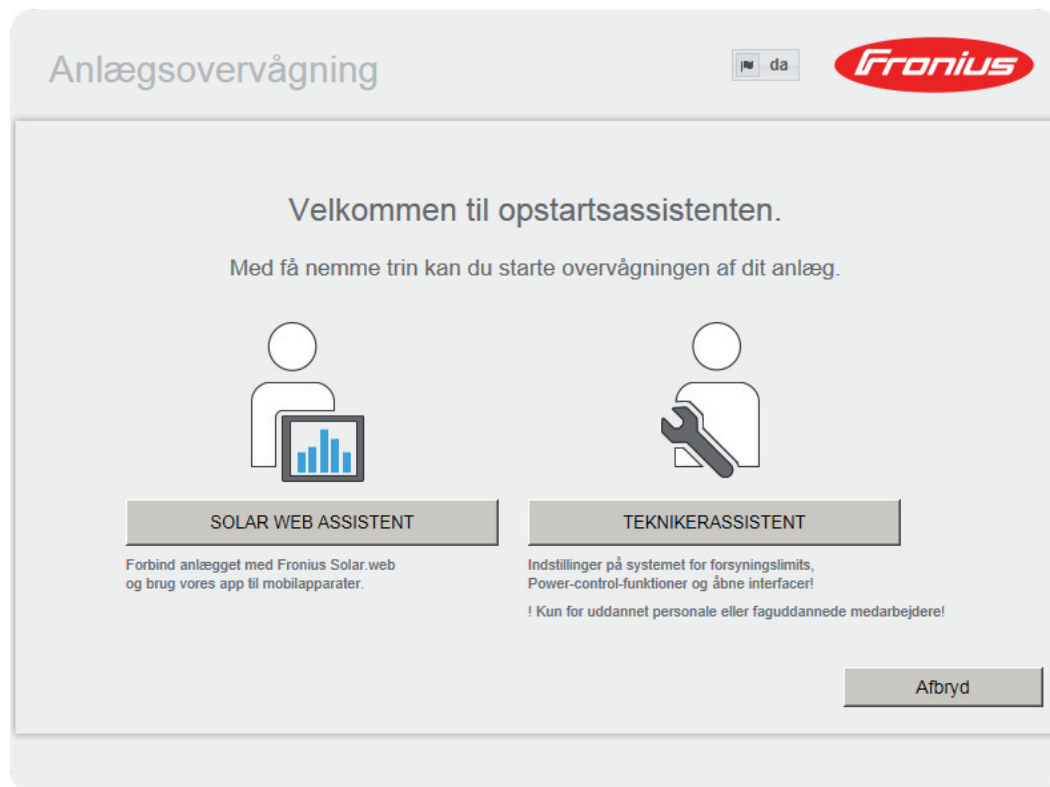 Anlægsovervågning
da
Fronius
Velkommen til opstartsassistenten.
Med få nemme trin kan du starte overvågningen af dit anlæg.
SOLAR WEB ASSISTENT
Forbind anlægget med Fronius Solar.web
og brug vores app til mobilapparater.
TEKNIKERASSISTENT
Indstillinger på systemet for forsyningslimits,
Power-control-funktioner og åbne interfacer!
! Kun for uddannet personale eller faguddannede medarbejdere!
Afbryd